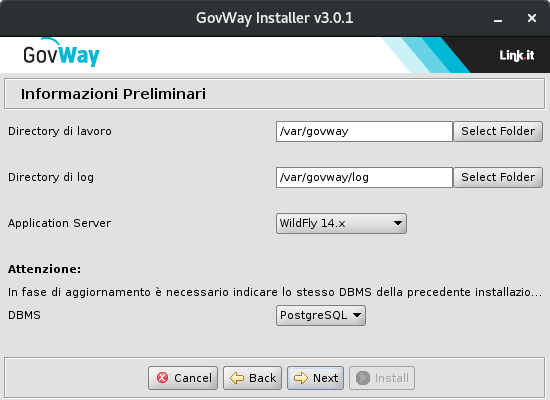 GovWay Installer v3.0.1
GovWay
Link.it
Informazioni Preliminari
Directory di lavoro
/var/govway
Select Folder
Directory di log
/var/govway/log
Select Folder
Application Server
WildFly 14.x
Attenzione:
In fase di aggiornamento è necessario indicare lo stesso DBMS della precedente installazio...
DBMS
PostgreSQL
Cancel
Back
Next
Install